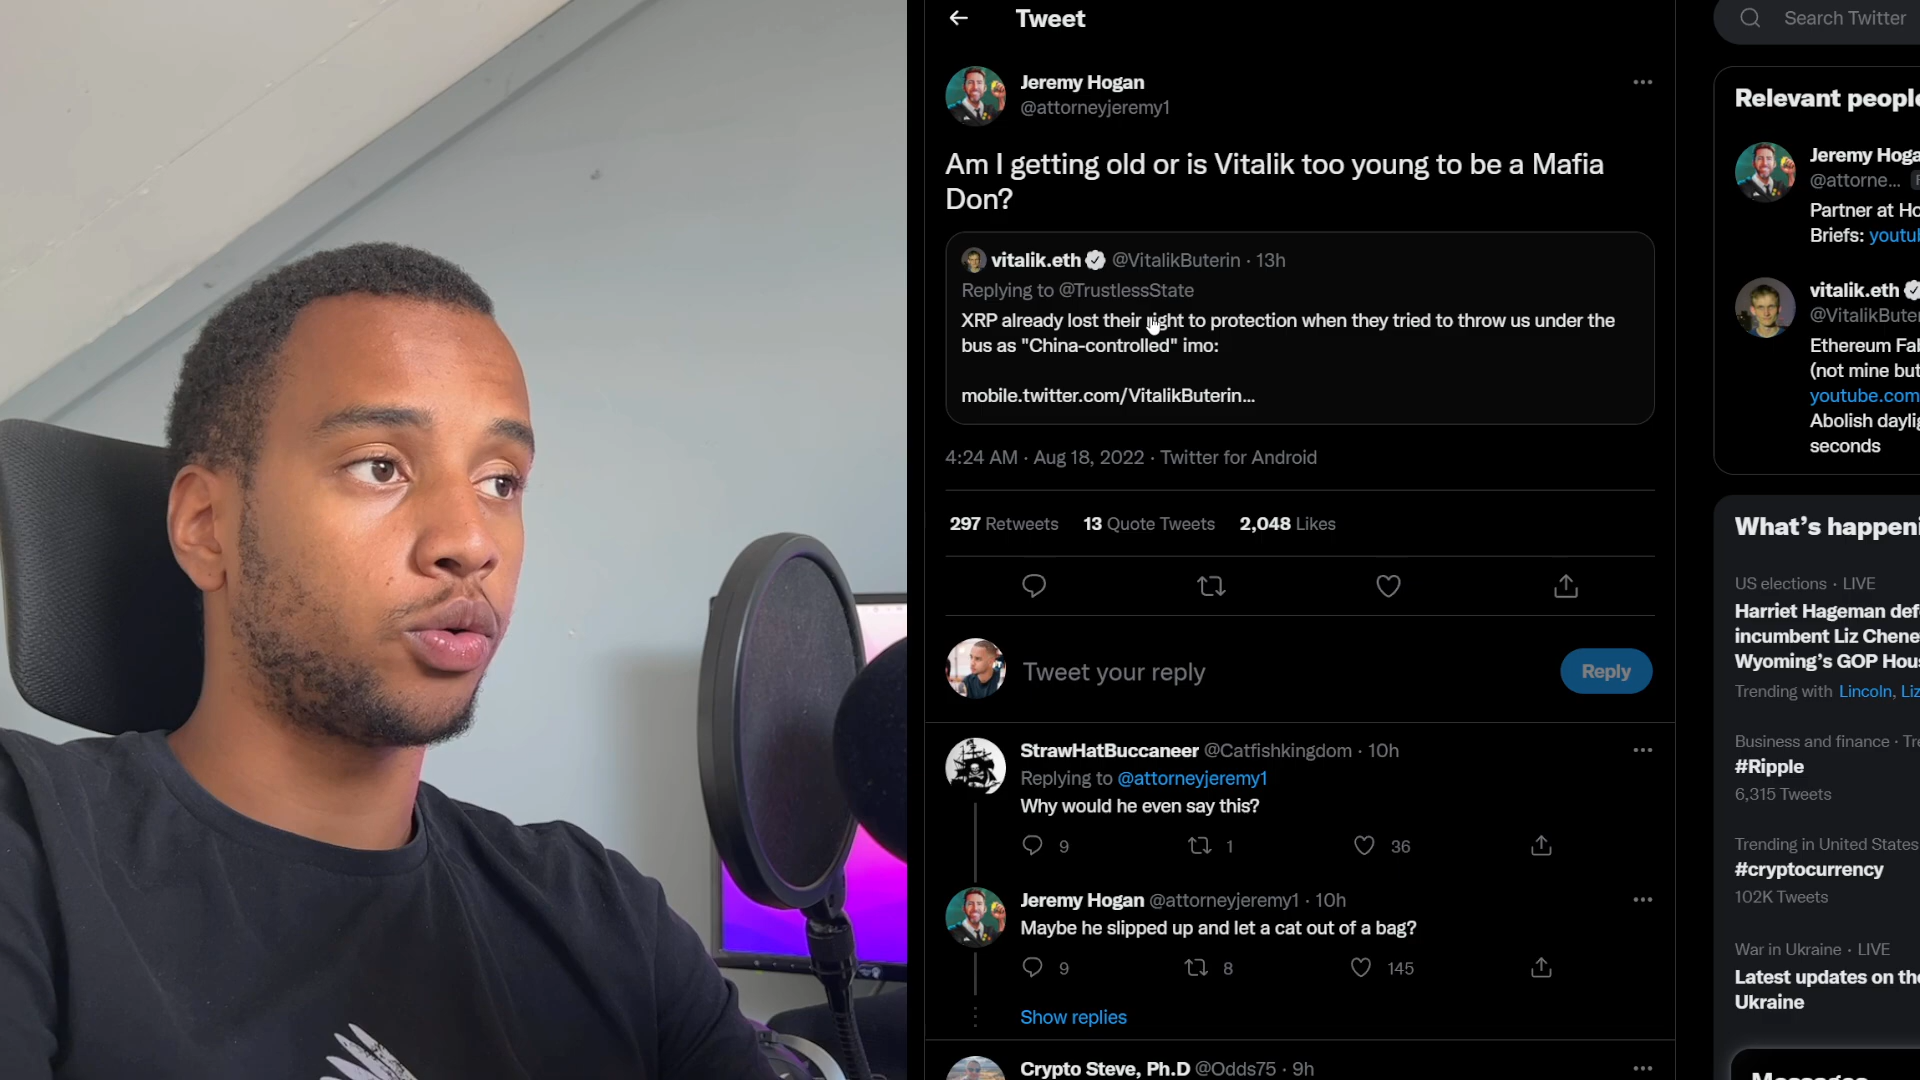 Tweet
Search Twitter
Jeremy Hogan
@attorneyjeremy1
Am I getting old or is Vitalik too young to be a Mafia
Don?
vitalik.eth @VitalikButerin · 13h
Replying to @TrustlessState
XRP already lost their right to protection when they tried to throw us under the
bus as "China-controlled" imo:
mobile.twitter.com/VitalikButerin...
4:24 AM · Aug 18, 2022 · Twitter for Android
297 Retweets 13 Quote Tweets 2,048 Likes
Tweet your reply
Reply
StrawHatBuccaneer @Catfishkingdom · 10h
Replying to @attorneyjeremy1
Why would he even say this?
9 1 36
Jeremy Hogan @attorneyjeremy1 · 10h
Maybe he slipped up and let a cat out of a bag?
9 8 145
Show replies
Crypto Steve, Ph.D @Odds75 · 9h
Relevant people
Jeremy Hoga
@attorne...
Partner at Ho
Briefs: youtub
vitalik.eth
@VitalikButer
Ethereum Fab
(not mine but
youtube.com
Abolish daylig
seconds
What's happeni
US elections · LIVE
Harriet Hageman defe
incumbent Liz Chene
Wyoming's GOP Hous
Trending with Lincoln, Liz
Business and finance · Tre
#Ripple
6,315 Tweets
Trending in United States
#cryptocurrency
102K Tweets
War in Ukraine · LIVE
Latest updates on the
Ukraine
Messages